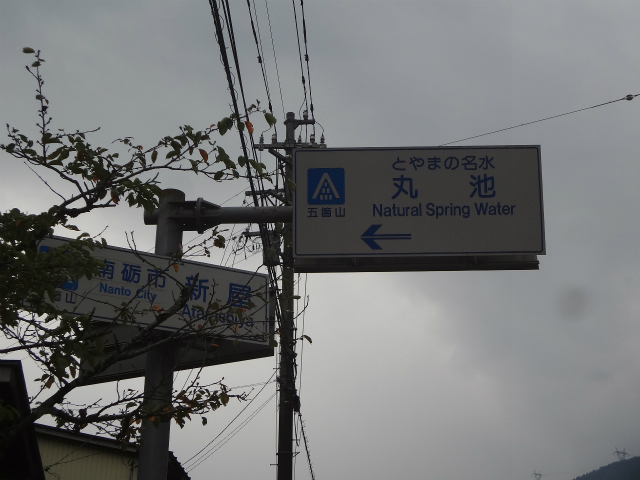 とやまの名水
丸池
Natural Spring Water
五箇山
南砺市 新屋
Nanto City
山